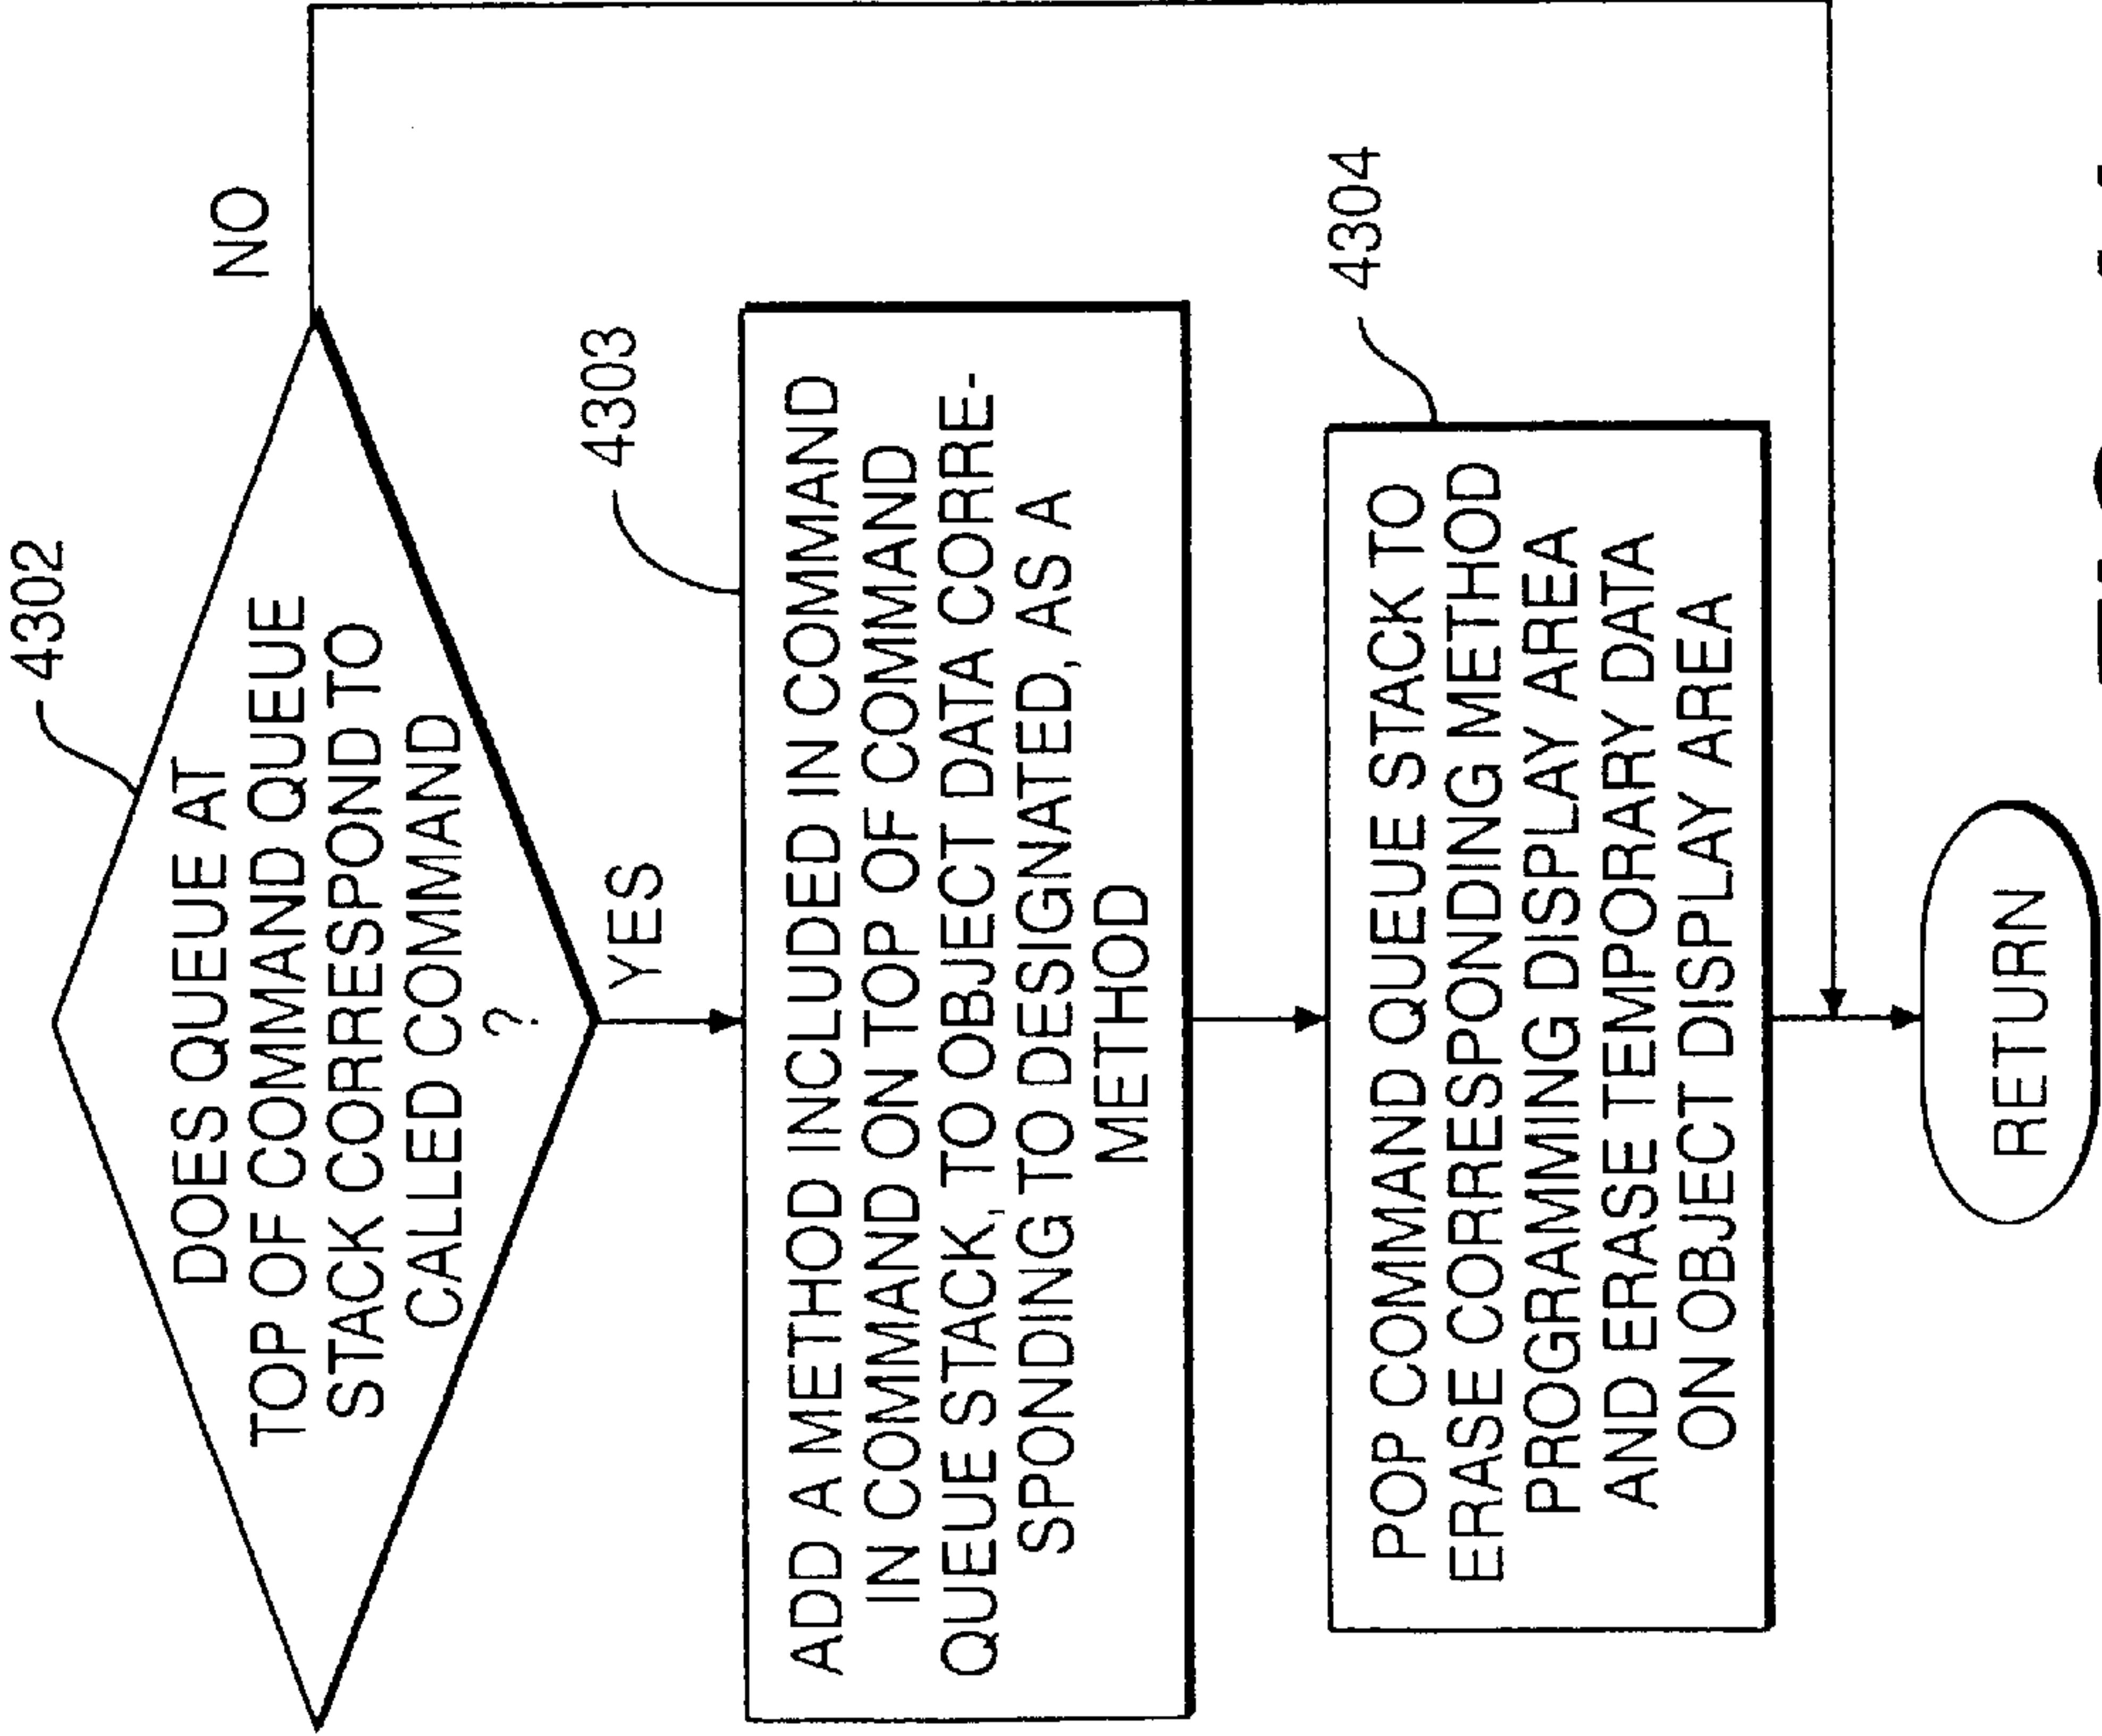 4302
DOES QUEUE AT
TOP OF COMMAND QUEUE
STACK CORRESPOND TO
CALLED COMMAND
?
NO
YES
4303
ADD A METHOD INCLUDED IN COMMAND
IN COMMAND ON TOP OF COMMAND
QUEUE STACK, TO OBJECT DATA CORRE-
SPONDING TO DESIGNATED, AS A
METHOD
4304
POP COMMAND QUEUE STACK TO
ERASE CORRESPONDING METHOD
PROGRAMMING DISPLAY AREA
AND ERASE TEMPORARY DATA
ON OBJECT DISPLAY AREA
RETURN